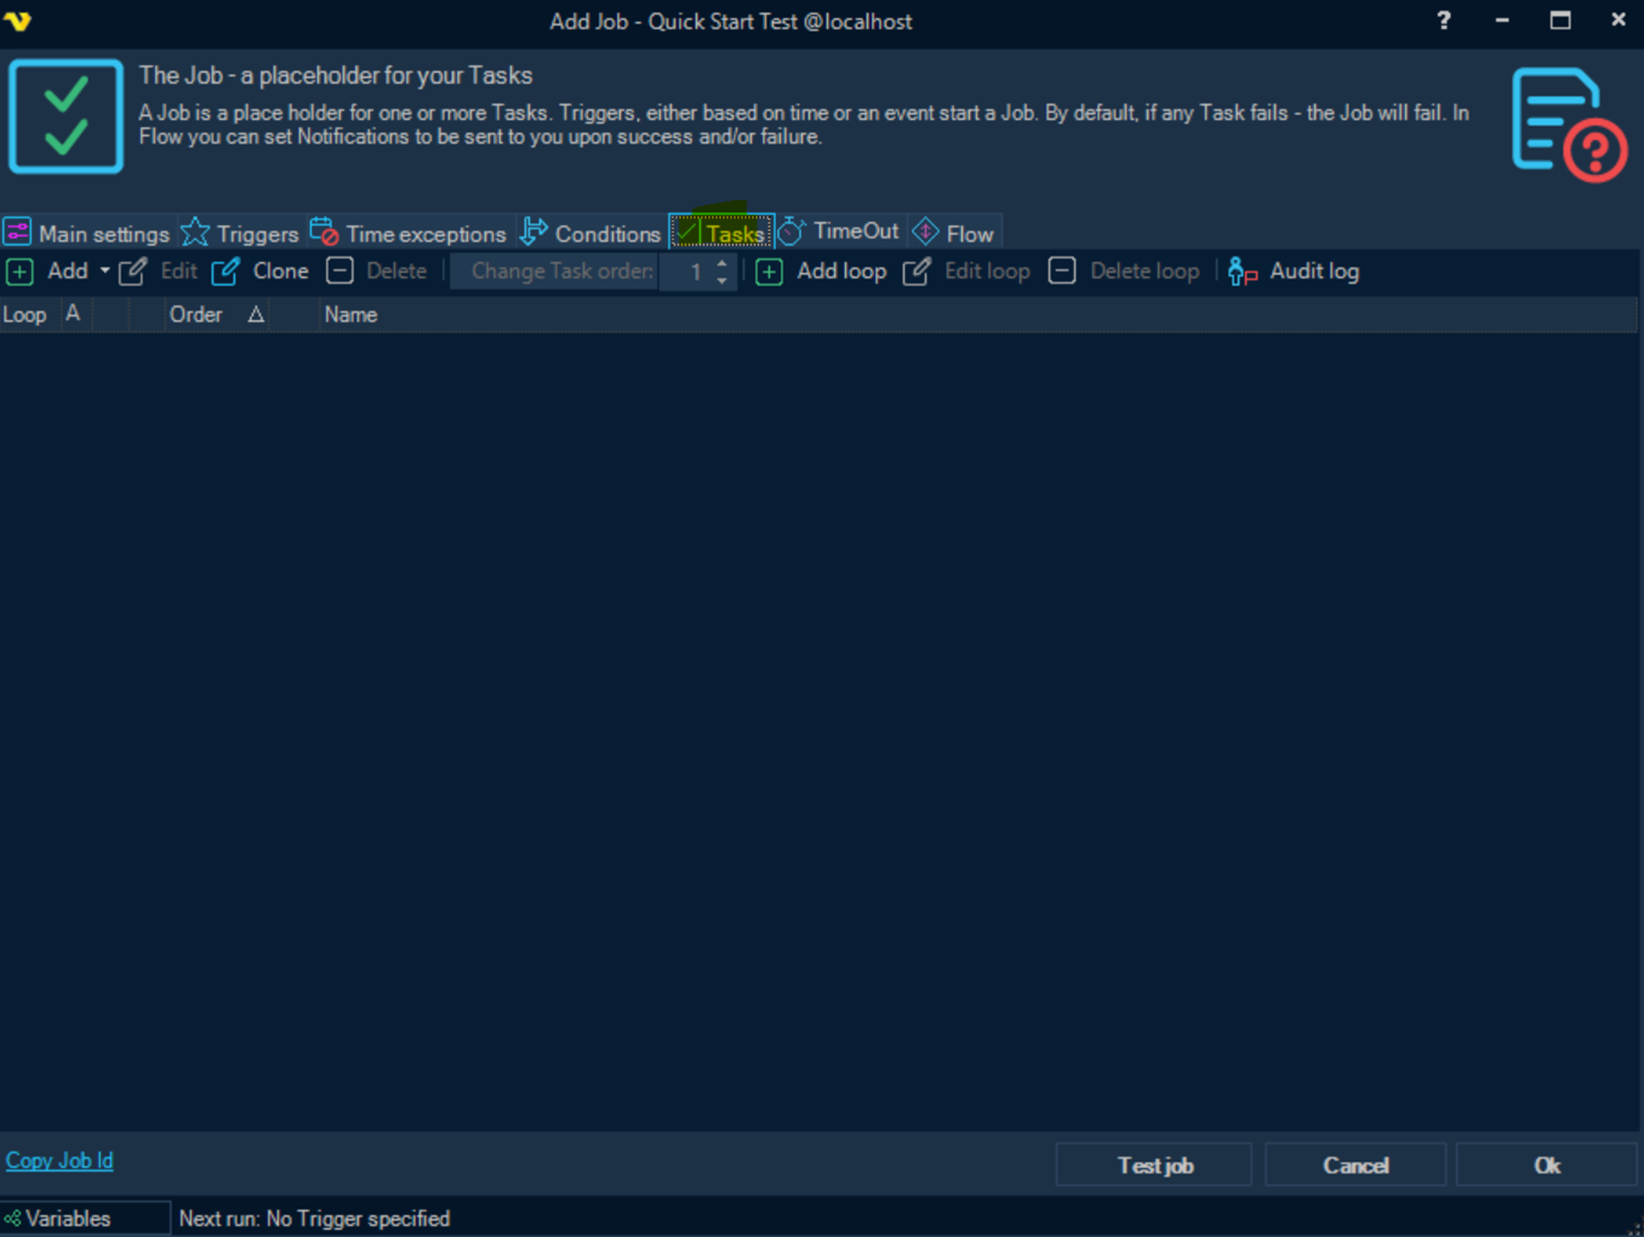 Add Job - Quick Start Test @localhost
The Job - a placeholder for your Tasks
A Job is a place holder for one or more Tasks. Triggers, either based on time or an event start a Job. By default, if any Task fails - the Job will fail. In
Flow you can set Notifications to be sent to you upon success and/or failure.
Main settings Triggers Time exceptions Conditions Tasks TimeOut Flow
Add Edit Clone Delete Change Task order: 1 Add loop Edit loop Delete loop Audit log
Loop A Order Name
Copy Job Id
Test job Cancel Ok
Variables Next run: No Trigger specified